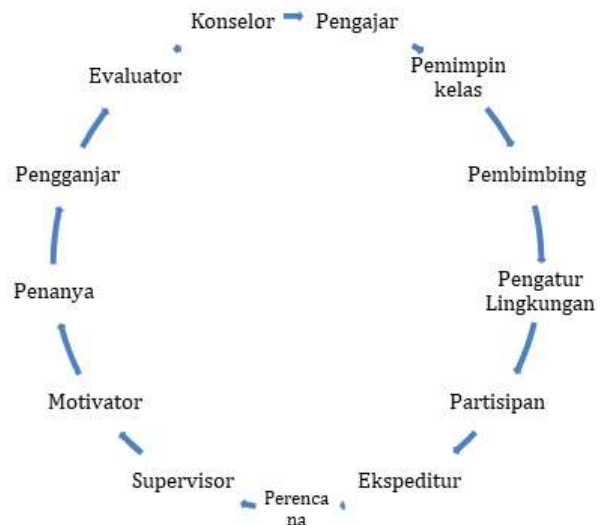 Konselor
Pengajar
Pemimpin
kelas
Pembimbing
Pengatur
Lingkungan
Partisipan
Ekspeditur
Perenca
na
Supervisor
Motivator
Penanya
Pengganjar
Evaluator